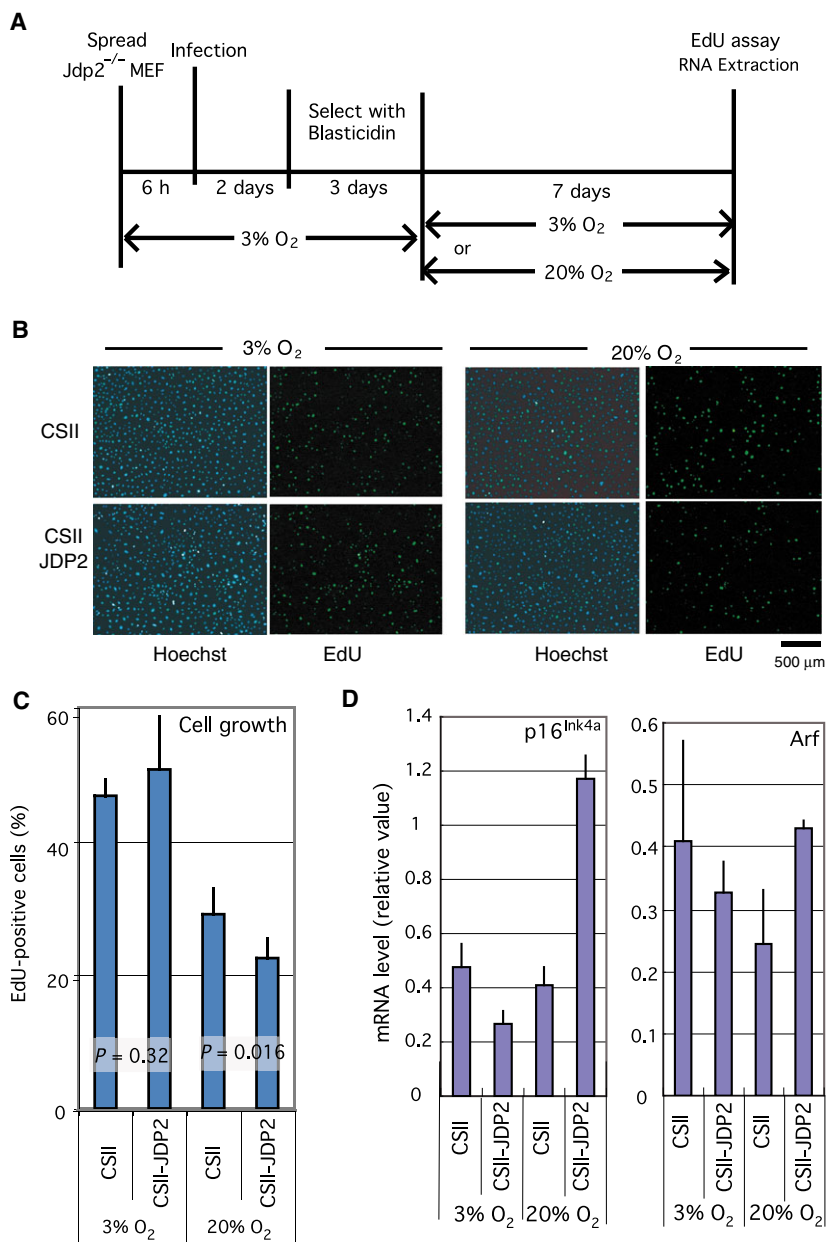 A
Spread
Jdp2⁻/⁻ MEF
Infection
Select with
Blasticidin
EdU assay
RNA Extraction
6 h
2 days
3 days
7 days
3% O₂
3% O₂
or
20% O₂
B
3% O₂
20% O₂
CSII
CSII
JDP2
Hoechst
EdU
Hoechst
EdU
500 µm
C
Cell growth
EdU-positive cells (%)
60
40
20
0
P = 0.32
P = 0.016
CSII
CSII-JDP2
CSII
CSII-JDP2
3% O₂
20% O₂
D
mRNA level (relative value)
p16ᴵⁿᵏ⁴ᵃ
1.4
1.2
1
0.8
0.6
0.4
0.2
0
CSII
CSII-JDP2
CSII
CSII-JDP2
3% O₂
20% O₂
Arf
0.6
0.5
0.4
0.3
0.2
0.1
0
CSII
CSII-JDP2
CSII
CSII-JDP2
3% O₂
20% O₂